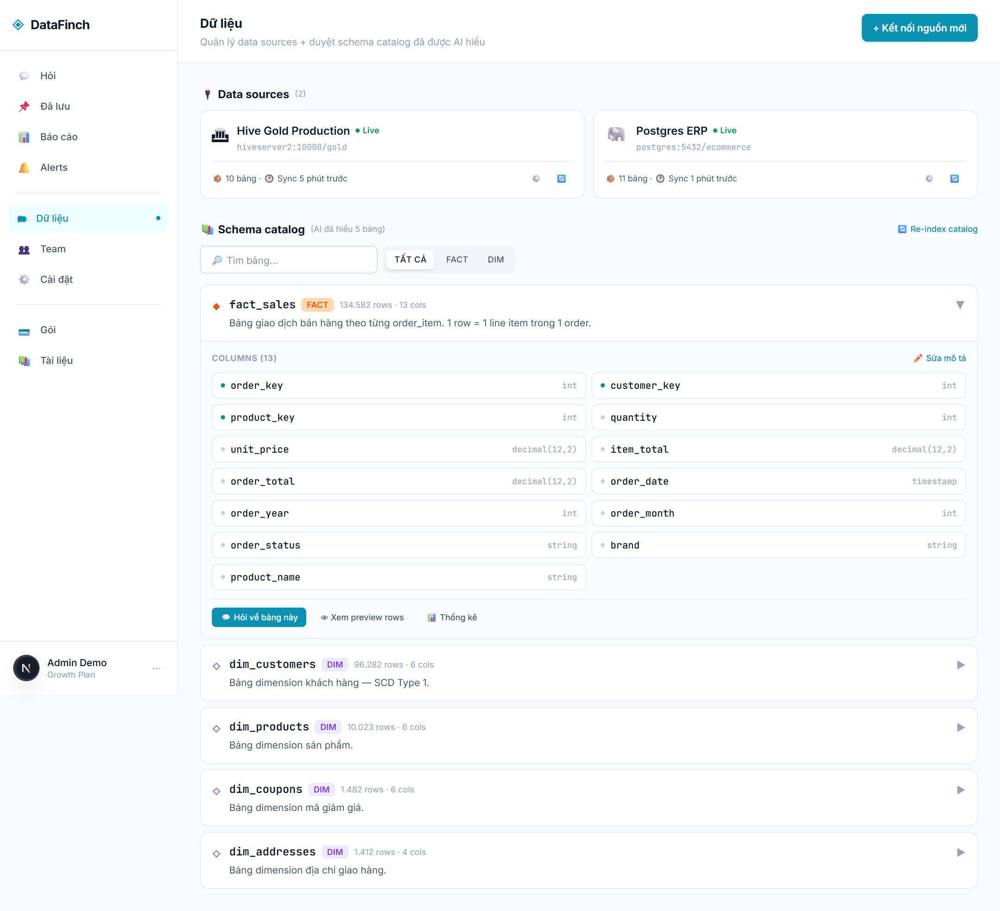 DataFinch
Hỏi
Đã lưu
Báo cáo
Alerts
Dữ liệu
Team
Cài đặt
Gói
Tài liệu
N
Admin Demo
Growth Plan
...
Dữ liệu
Quản lý data sources + duyệt schema catalog đã được AI hiểu
+ Kết nối nguồn mới
Data sources (2)
Hive Gold Production Live
hiveserver2:10000/gold
10 bảng · Sync 5 phút trước
Postgres ERP Live
postgres:5432/ecommerce
11 bảng · Sync 1 phút trước
Schema catalog (AI đã hiểu 5 bảng)
Re-index catalog
Tìm bảng...
TẤT CẢ FACT DIM
fact_sales FACT 134.582 rows · 13 cols
Bảng giao dịch bán hàng theo từng order_item. 1 row = 1 line item trong 1 order.
COLUMNS (13)
Sửa mô tả
order_key int
customer_key int
product_key int
quantity int
unit_price decimal(12,2)
item_total decimal(12,2)
order_total decimal(12,2)
order_date timestamp
order_year int
order_month int
order_status string
brand string
product_name string
Hỏi về bảng này
Xem preview rows
Thống kê
dim_customers DIM 96.282 rows · 6 cols
Bảng dimension khách hàng — SCD Type 1.
dim_products DIM 10.023 rows · 6 cols
Bảng dimension sản phẩm.
dim_coupons DIM 1.482 rows · 6 cols
Bảng dimension mã giảm giá.
dim_addresses DIM 1.412 rows · 4 cols
Bảng dimension địa chỉ giao hàng.